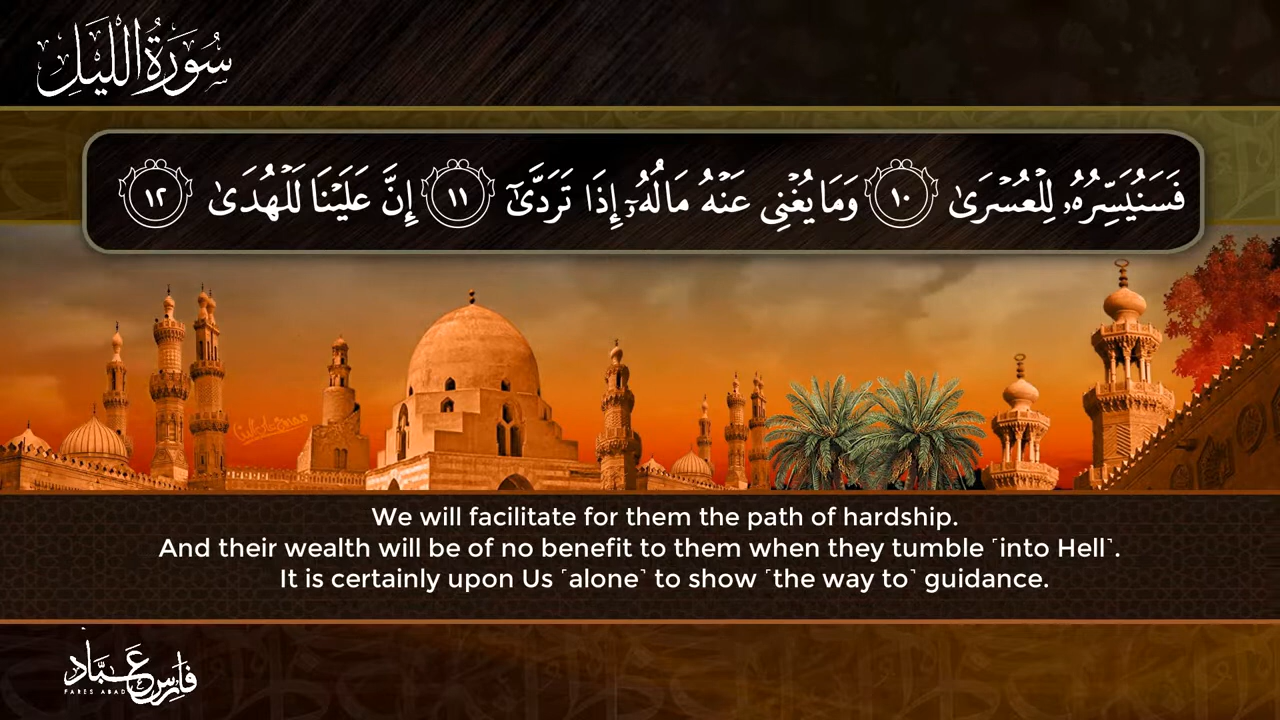 سُورَةُ اللَّيْلِ
فَسَنُيَسِّرُهُۥ لِلْعُسْرَىٰ ١٠ وَمَا يُغْنِى عَنْهُ مَالُهُۥٓ إِذَا تَرَدَّىٰٓ ١١ إِنَّ عَلَيْنَا لَلْهُدَىٰ ١٢
We will facilitate for them the path of hardship.
And their wealth will be of no benefit to them when they tumble ˹into Hell˺.
It is certainly upon Us ˹alone˺ to show ˹the way to˺ guidance.
فَارِس عَبَّاد
FARES ABAD